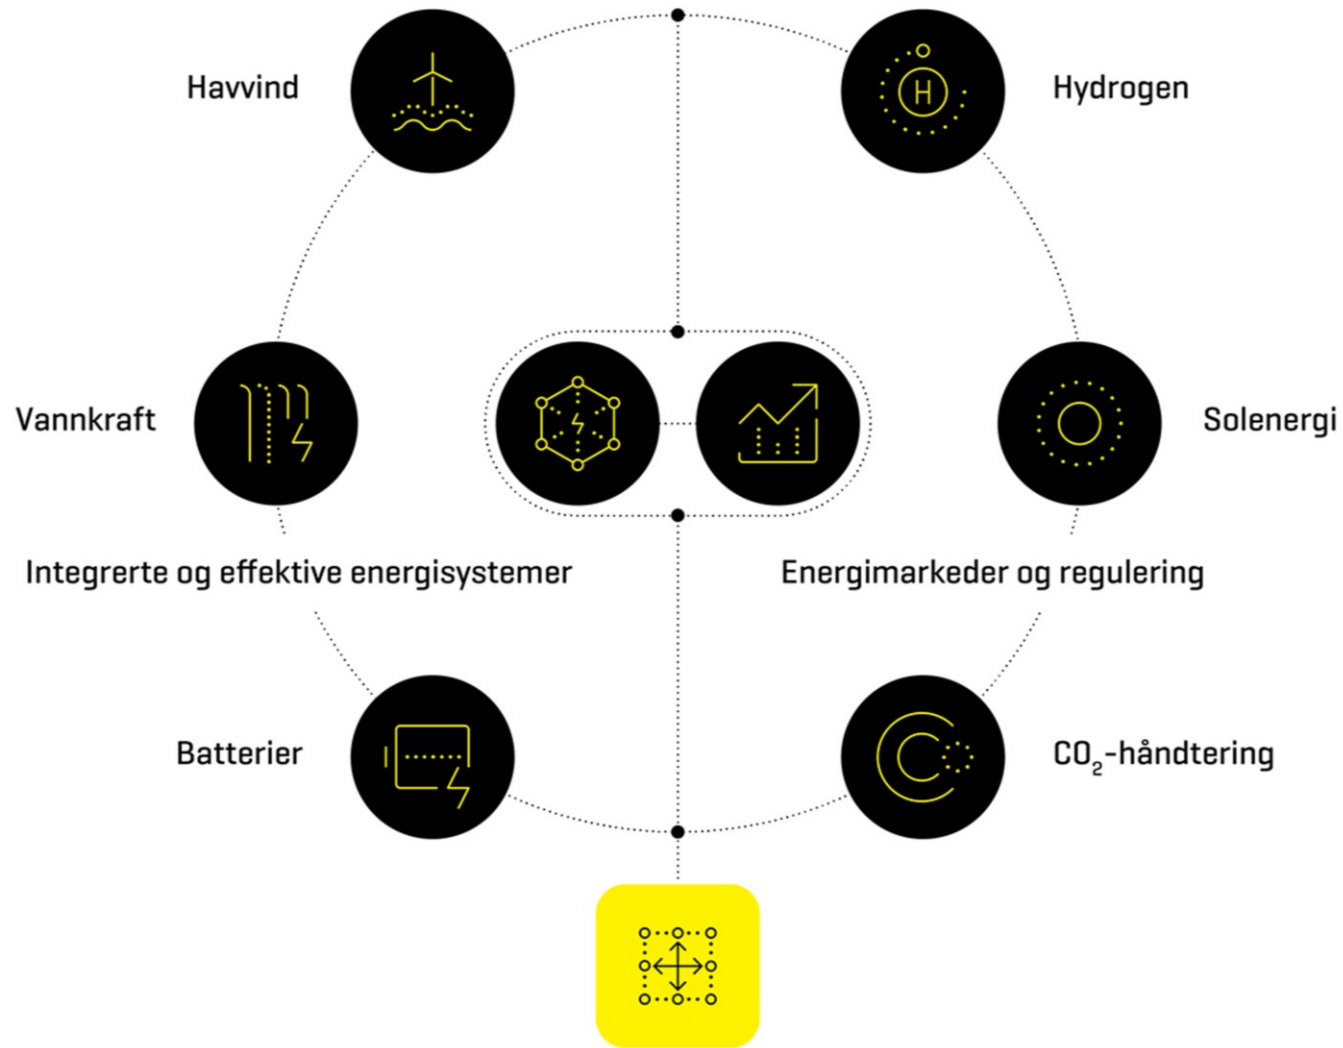 Havvind
Hydrogen
H
Vannkraft
Solenergi
Integrerte og effektive energisystemer
Energimarkeder og regulering
Batterier
CO₂-håndtering